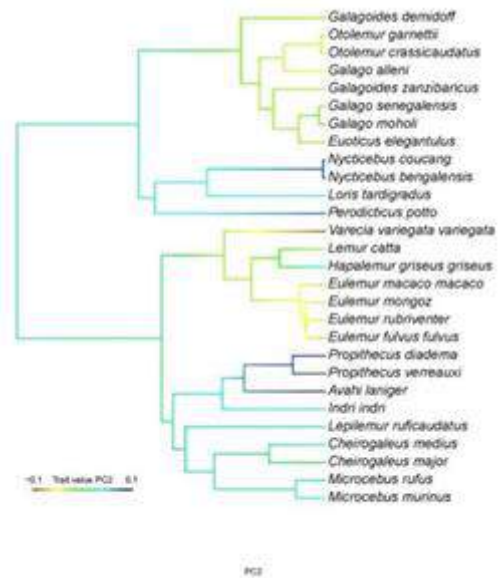 Galagoides demidoff
Otolemur garnettii
Otolemur crassicaudatus
Galago alleni
Galagoides zanzibaricus
Galago senegalensis
Galago moholi
Euoticus elegantulus
Nycticebus coucang
Nycticebus bengalensis
Loris tardigradus
Perodicticus potto
Varecia variegata variegata
Lemur catta
Hapalemur griseus griseus
Eulemur macaco macaco
Eulemur mongoz
Eulemur rubriventer
Eulemur fulvus fulvus
Propithecus diadema
Propithecus verreauxi
Avahi laniger
Indri indri
Lepilemur ruficaudatus
Cheirogaleus medius
Cheirogaleus major
Microcebus rufus
Microcebus murinus
-0.1 Trait value PC2 0.1
PC2